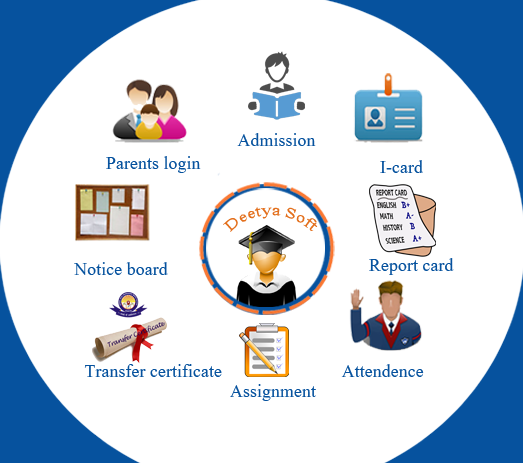 Admission
Parents login
I-card
Deetya Soft
REPORT CARD
ENGLISH B+
MATH A-
HISTORY B
SCIENCE A+
Notice board
Report card
Transfer Certificate
Transfer certificate
Assignment
Attendence